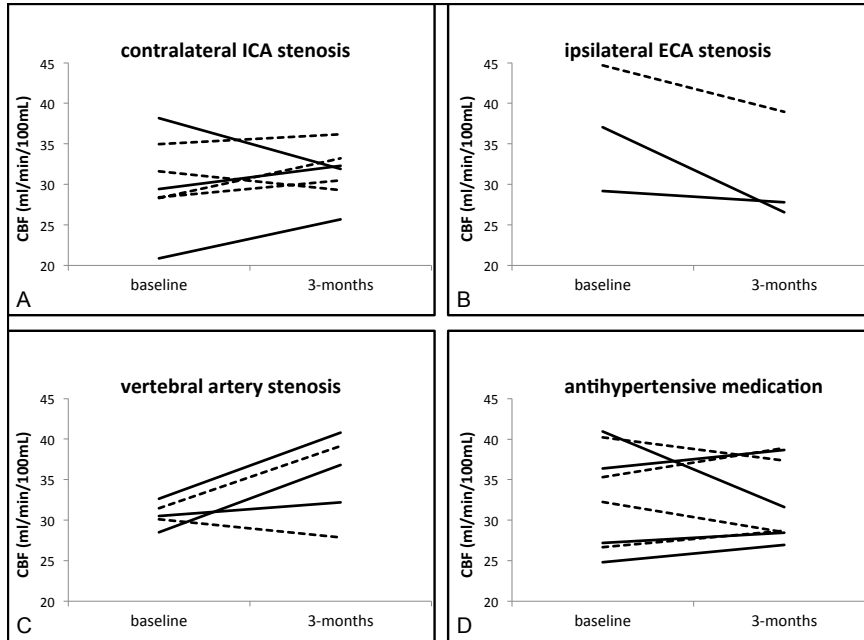 contralateral ICA stenosis
45
40
35
30
25
20
CBF (ml/min/100mL)
baseline
3-months
A
ipsilateral ECA stenosis
45
40
35
30
25
20
CBF (ml/min/100mL)
baseline
3-months
B
vertebral artery stenosis
45
40
35
30
25
20
CBF (ml/min/100mL)
baseline
3-months
C
antihypertensive medication
45
40
35
30
25
20
CBF (ml/min/100mL)
baseline
3-months
D